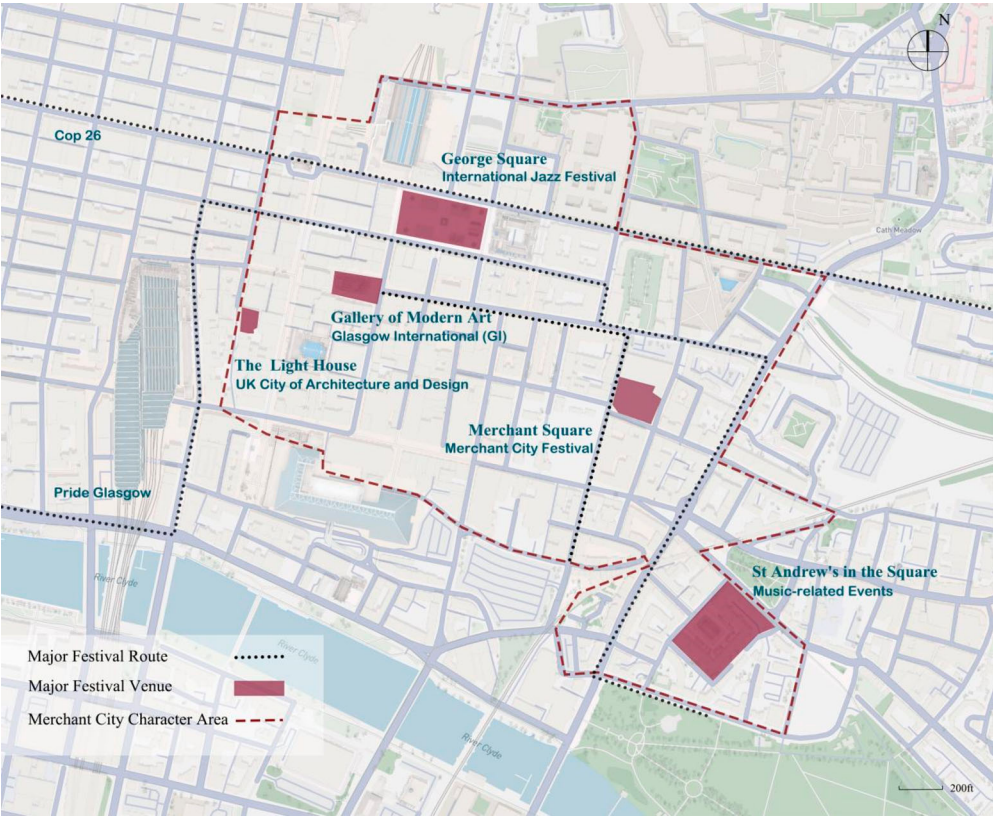 N
Cop 26
George Square
International Jazz Festival
Cath Meadow
Gallery of Modern Art
Glasgow International (GI)
The Light House
UK City of Architecture and Design
Merchant Square
Merchant City Festival
Pride Glasgow
St Andrew's in the Square
Music-related Events
River Clyde
River Clyde
River Clyde
Major Festival Route
Major Festival Venue
Merchant City Character Area
200ft